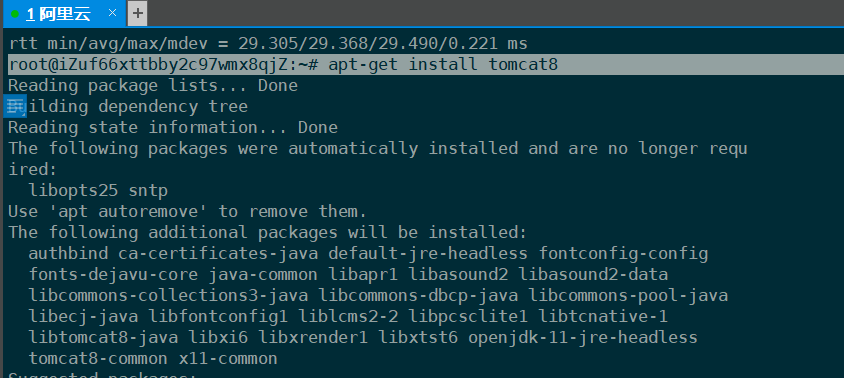 1 阿里云 × +
rtt min/avg/max/mdev = 29.305/29.368/29.490/0.221 ms
root@iZuf66xttbby2c97wmx8qjZ:~# apt-get install tomcat8
Reading package lists... Done
ilding dependency tree
Reading state information... Done
The following packages were automatically installed and are no longer requ
ired:
  libopts25 sntp
Use 'apt autoremove' to remove them.
The following additional packages will be installed:
  authbind ca-certificates-java default-jre-headless fontconfig-config
  fonts-dejavu-core java-common libapr1 libasound2 libasound2-data
  libcommons-collections3-java libcommons-dbcp-java libcommons-pool-java
  libecj-java libfontconfig1 liblcms2-2 libpcsclite1 libtcnative-1
  libtomcat8-java libxi6 libxrender1 libxtst6 openjdk-11-jre-headless
  tomcat8-common x11-common
Suggested packages: